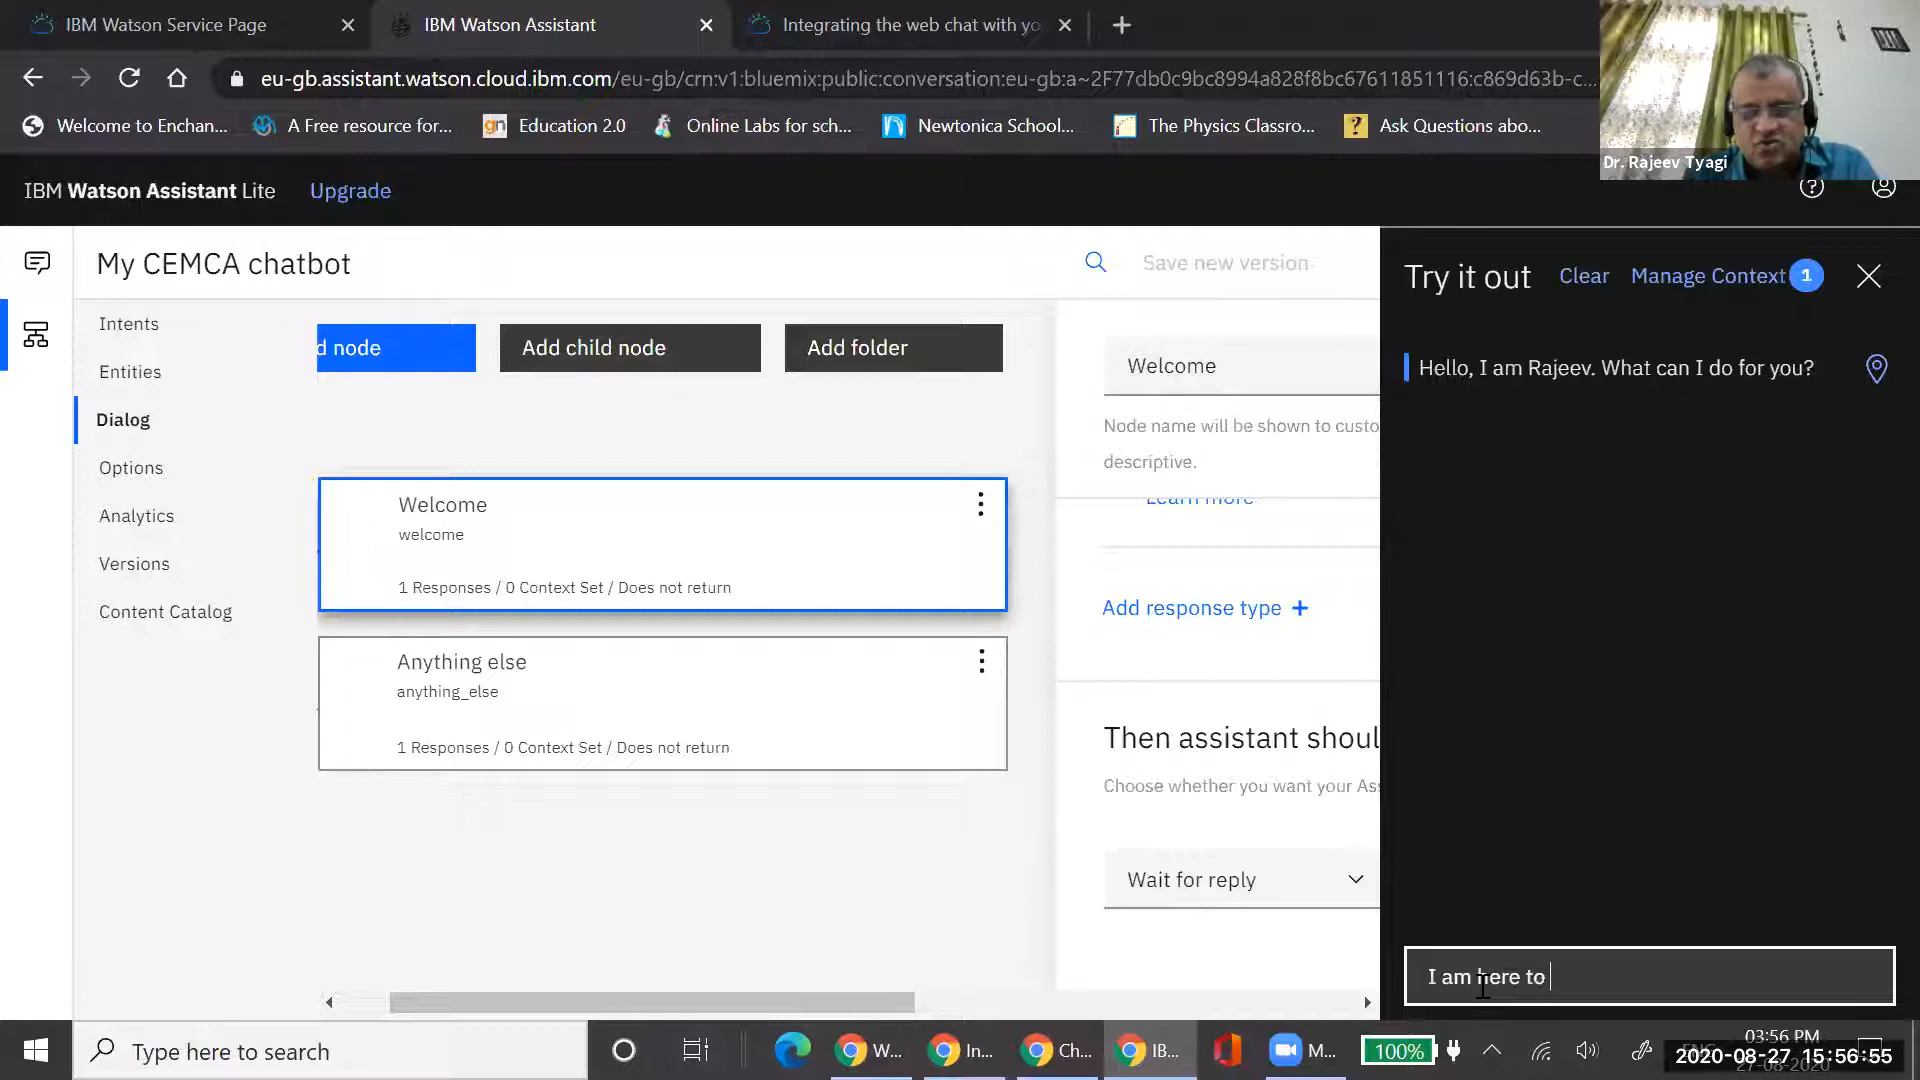 IBM Watson Service Page
IBM Watson Assistant
Integrating the web chat with yo
eu-gb.assistant.watson.cloud.ibm.com/eu-gb/crn:v1:bluemix:public:conversation:eu-gb:a~2F77db0c9bc8994a828f8bc67611851116:c869d63b-c...
Welcome to Enchan...
A Free resource for...
gn Education 2.0
Online Labs for sch...
Newtonica School...
The Physics Classro...
Ask Questions abo...
Dr. Rajeev Tyagi
IBM Watson Assistant Lite
Upgrade
My CEMCA chatbot
Save new version
Try it out
Clear
Manage Context 1
Intents
Entities
Dialog
Options
Analytics
Versions
Content Catalog
d node
Add child node
Add folder
Welcome
welcome
1 Responses / 0 Context Set / Does not return
Anything else
anything_else
1 Responses / 0 Context Set / Does not return
Welcome
Node name will be shown to custo
descriptive.
Learn more
Add response type +
Then assistant shoul
Choose whether you want your Ass
Wait for reply
Hello, I am Rajeev. What can I do for you?
I am here to
Type here to search
W...
In...
Ch...
IB...
M...
100%
03:56 PM
2020-08-27 15:56:55
27-08-2020